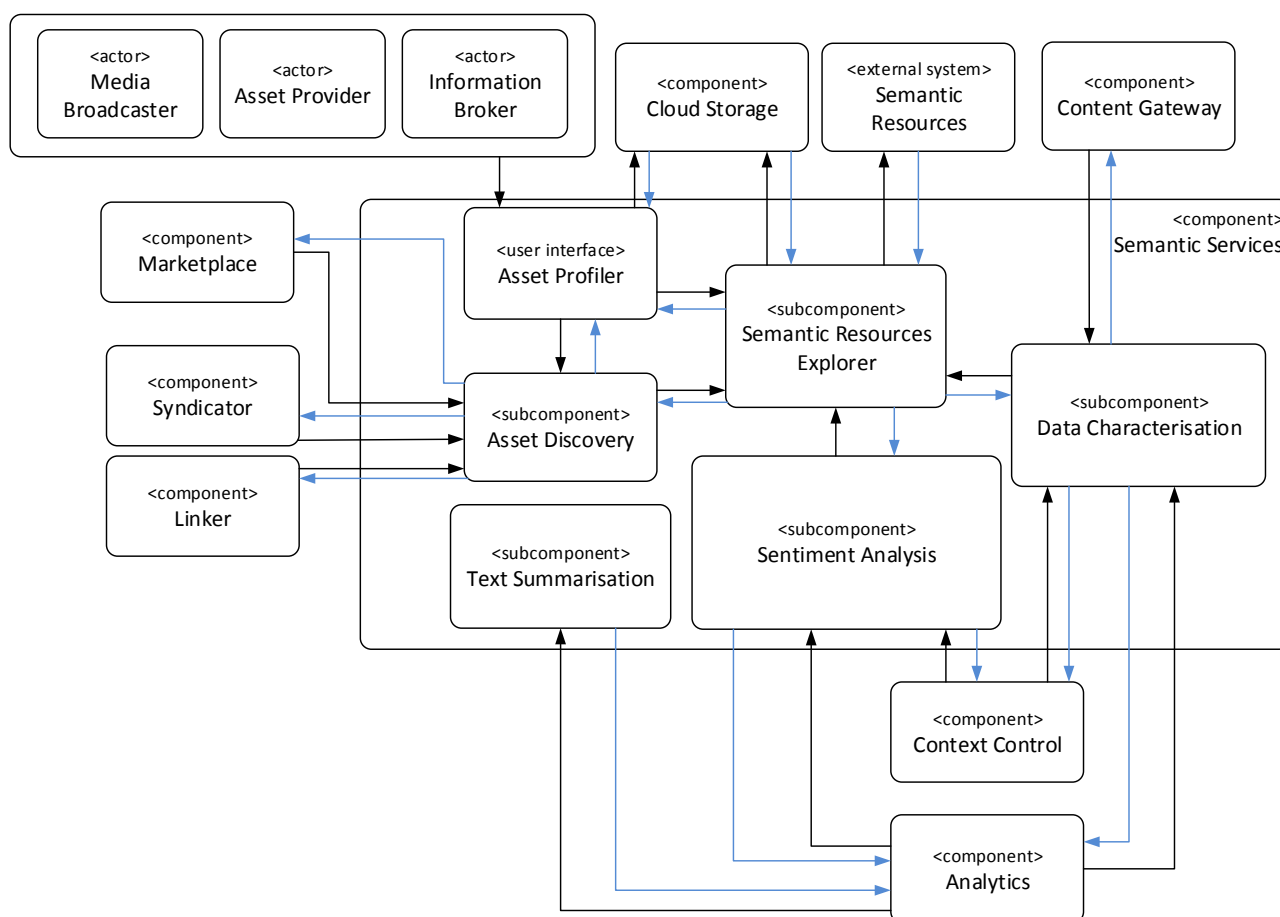 <actor>
Media
Broadcaster
<actor>
Asset Provider
<actor>
Information
Broker
<component>
Cloud Storage
<external system>
Semantic
Resources
<component>
Content Gateway
<component>
Marketplace
<user interface>
Asset Profiler
<component>
Semantic Services
<subcomponent>
Semantic Resources
Explorer
<component>
Syndicator
<subcomponent>
Asset Discovery
<subcomponent>
Data Characterisation
<component>
Linker
<subcomponent>
Text Summarisation
<subcomponent>
Sentiment Analysis
<component>
Context Control
<component>
Analytics